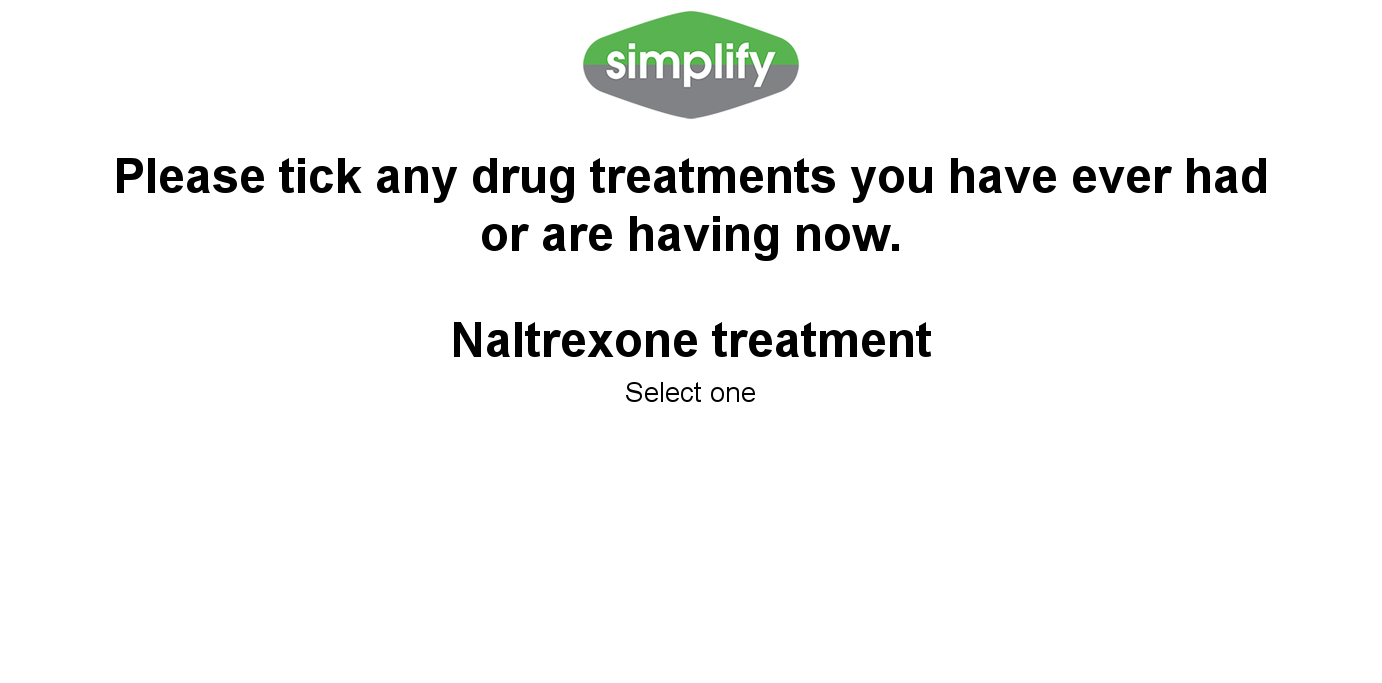 simplify
Please tick any drug treatments you have ever had
or are having now.
Naltrexone treatment
Select one